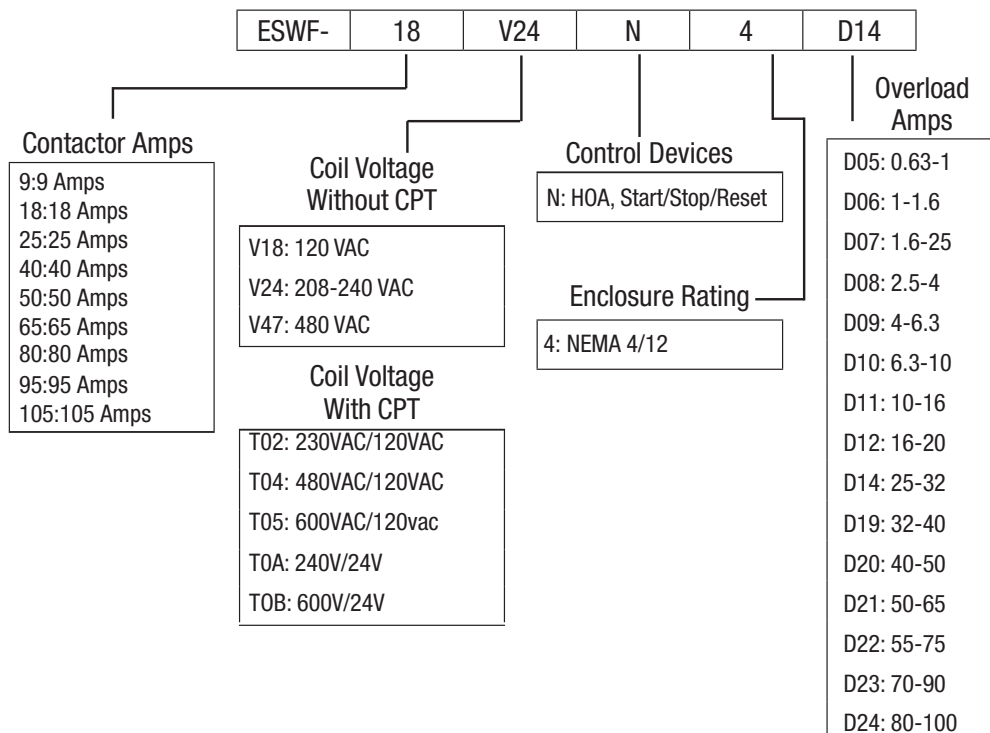 ESWF- 18 V24 N 4 D14
Contactor Amps
9:9 Amps
18:18 Amps
25:25 Amps
40:40 Amps
50:50 Amps
65:65 Amps
80:80 Amps
95:95 Amps
105:105 Amps
Coil Voltage
Without CPT
V18: 120 VAC
V24: 208-240 VAC
V47: 480 VAC
Coil Voltage
With CPT
T02: 230VAC/120VAC
T04: 480VAC/120VAC
T05: 600VAC/120vac
T0A: 240V/24V
T0B: 600V/24V
Control Devices
N: HOA, Start/Stop/Reset
Enclosure Rating
4: NEMA 4/12
Overload
Amps
D05: 0.63-1
D06: 1-1.6
D07: 1.6-25
D08: 2.5-4
D09: 4-6.3
D10: 6.3-10
D11: 10-16
D12: 16-20
D14: 25-32
D19: 32-40
D20: 40-50
D21: 50-65
D22: 55-75
D23: 70-90
D24: 80-100